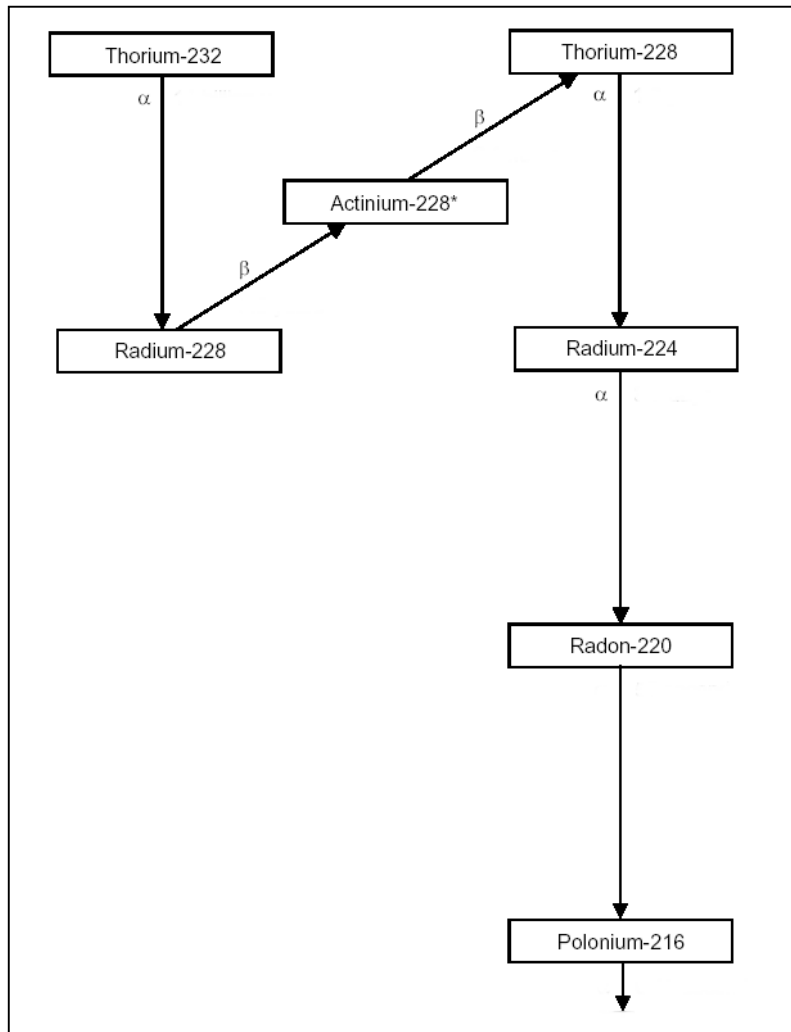 Thorium-232
Thorium-228
α
α
β
Actinium-228*
β
Radium-228
Radium-224
α
Radon-220
Polonium-216